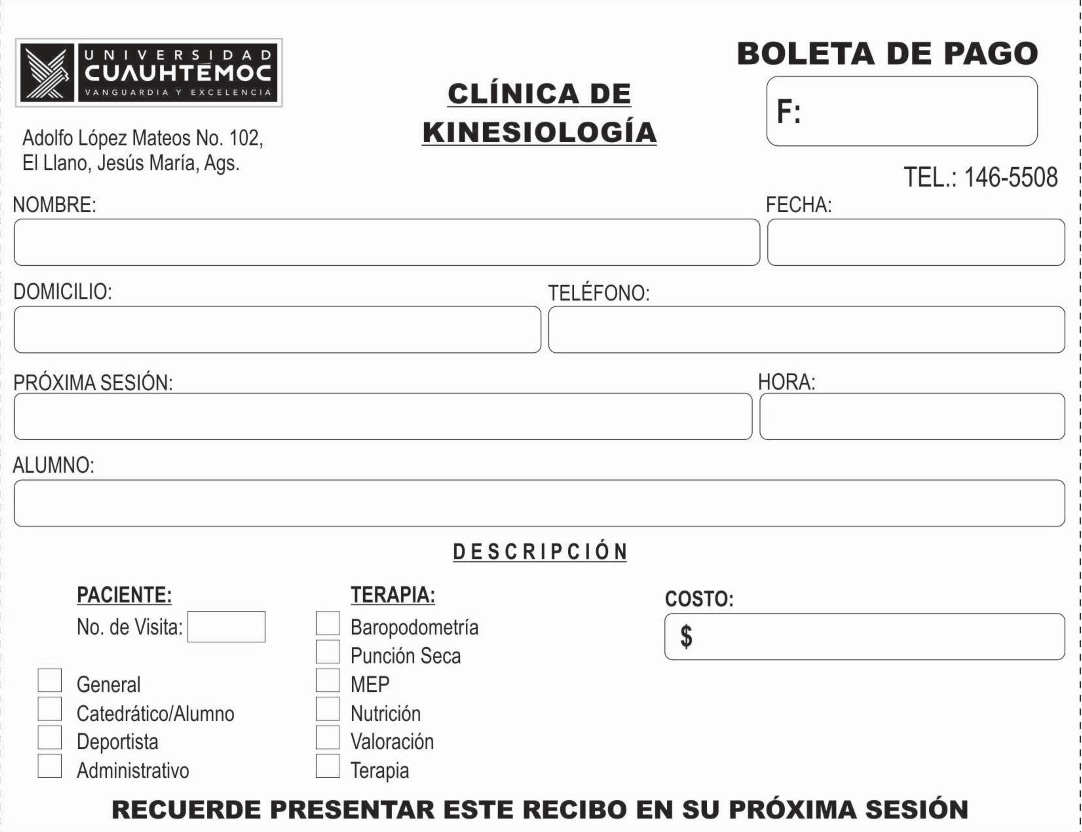 UNIVERSIDAD
CUAUHTÉMOC
VANGUARDIA Y EXCELENCIA
Adolfo López Mateos No. 102,
El Llano, Jesús María, Ags.
CLÍNICA DE
KINESIOLOGÍA
BOLETA DE PAGO
F:
TEL.: 146-5508
NOMBRE:
FECHA:
DOMICILIO:
TELÉFONO:
PRÓXIMA SESIÓN:
HORA:
ALUMNO:
DESCRIPCIÓN
PACIENTE:
No. de Visita:
General
Catedrático/Alumno
Deportista
Administrativo
TERAPIA:
Baropodometría
Punción Seca
MEP
Nutrición
Valoración
Terapia
COSTO:
$
RECUERDE PRESENTAR ESTE RECIBO EN SU PRÓXIMA SESIÓN